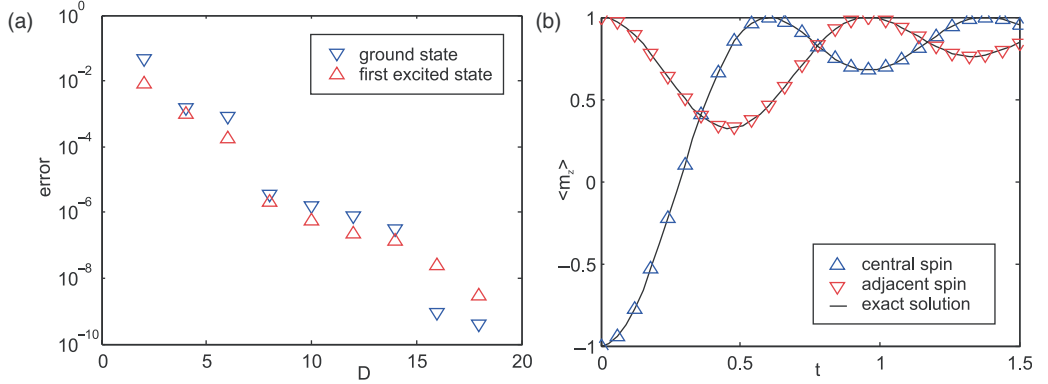 (a)
10^0
10^-2
10^-4
10^-6
10^-8
10^-10
error
0
5
10
15
20
D
ground state
first excited state
(b)
1
0.5
0
−0.5
−1
<m_z>
0.5
1
1.5
t
central spin
adjacent spin
exact solution